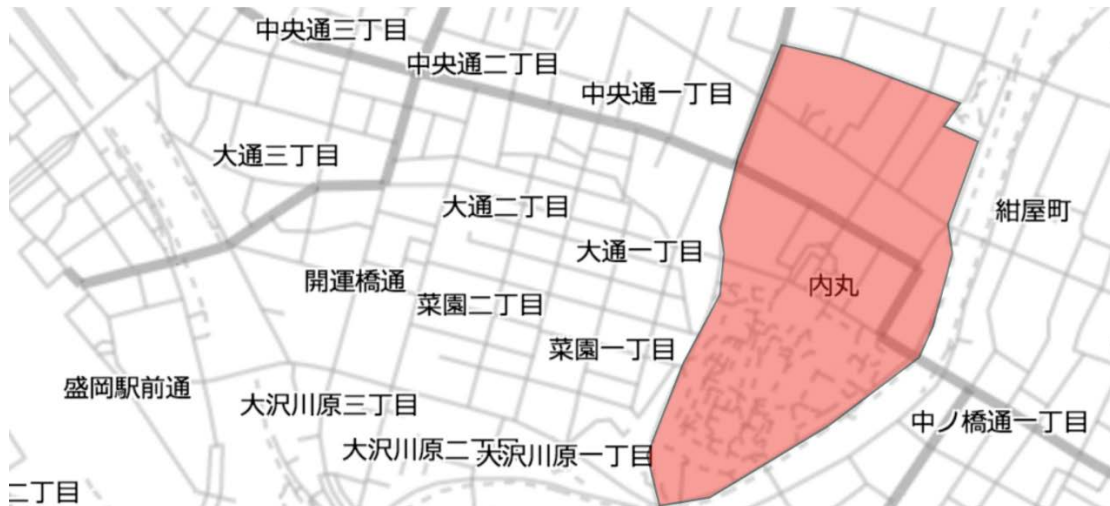 中央通三丁目
中央通二丁目
中央通一丁目
大通三丁目
大通二丁目
紺屋町
大通一丁目
開運橋通
内丸
菜園二丁目
菜園一丁目
盛岡駅前通
大沢川原三丁目
中ノ橋通一丁目
大沢川原二丁目
大沢川原一丁目
二丁目